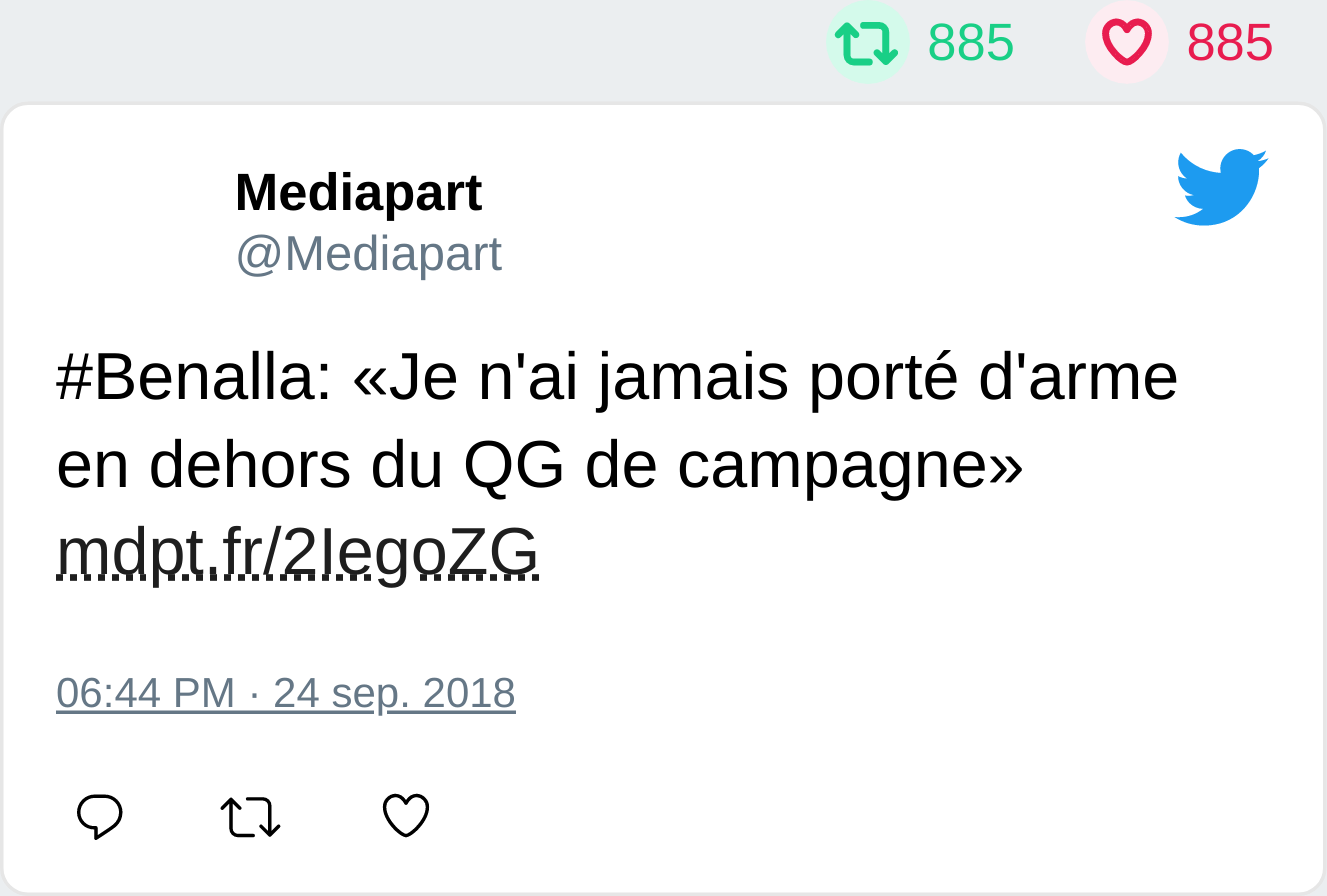 885 885
Mediapart
@Mediapart
#Benalla: «Je n'ai jamais porté d'arme
en dehors du QG de campagne»
mdpt.fr/2IegoZG
06:44 PM · 24 sep. 2018